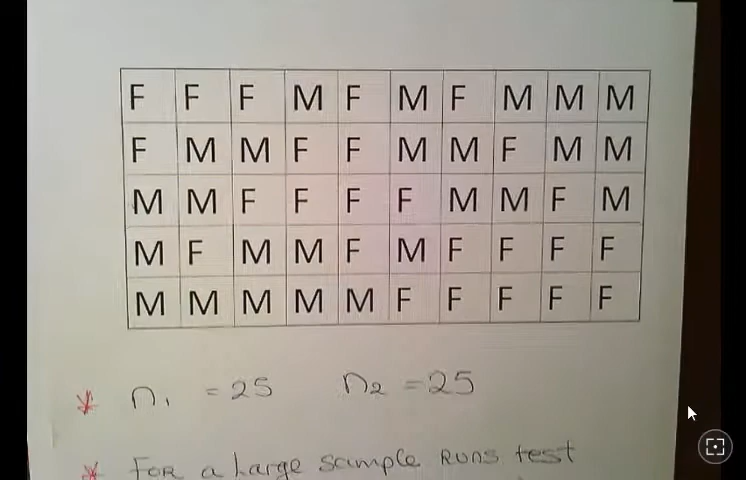 F F F M F M F M M M
F M M F F M M F M M
M M F F F F M M F M
M F M M F M F F F F
M M M M M F F F F F
* n₁ = 25 n₂ = 25
* FOR a Large sample RUNS test